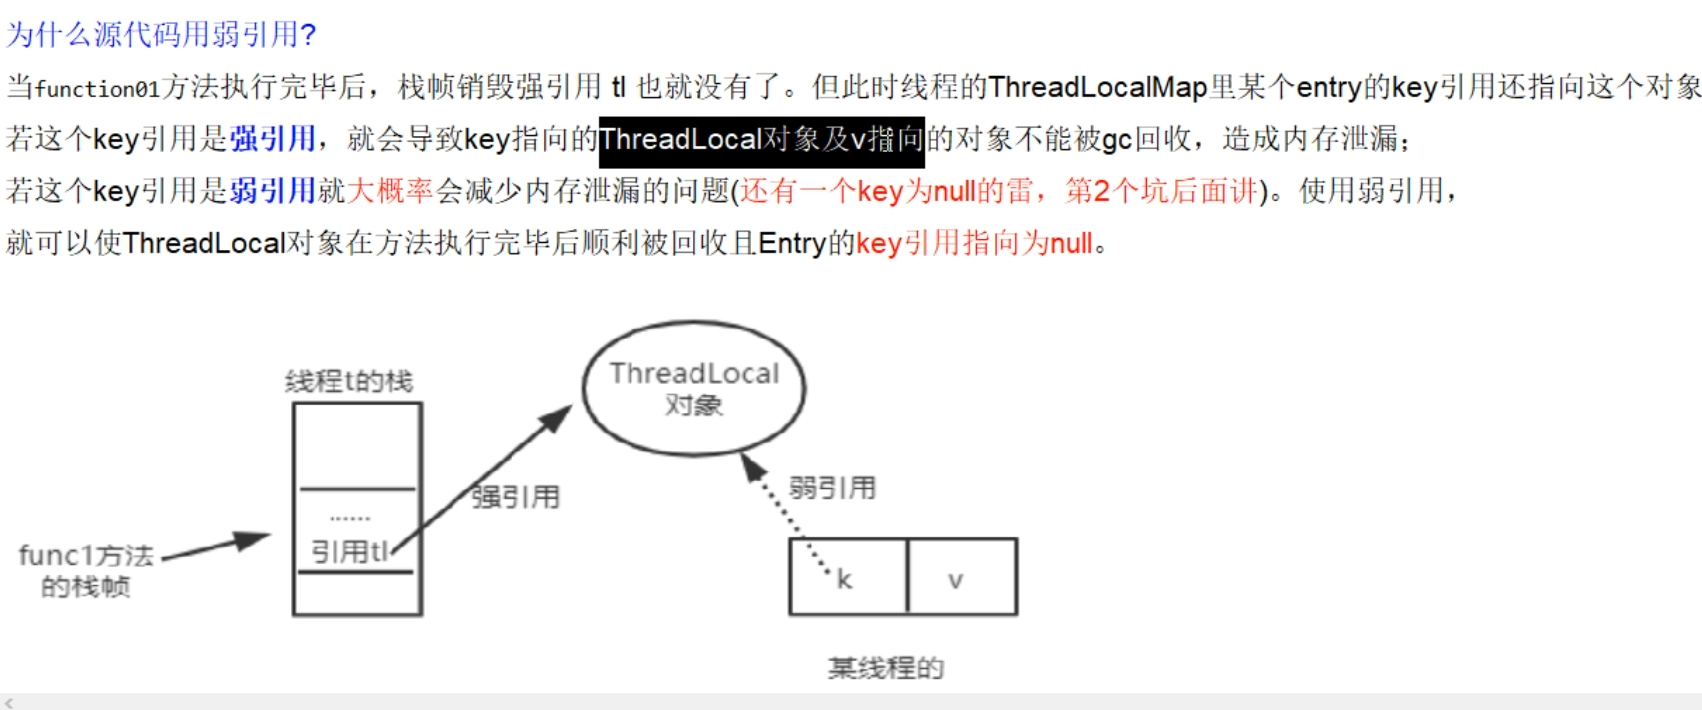 为什么源代码用弱引用?
当function01方法执行完毕后，栈帧销毁强引用 tl 也就没有了。但此时线程的ThreadLocalMap里某个entry的key引用还指向这个对象
若这个key引用是强引用，就会导致key指向的ThreadLocal对象及v指向的对象不能被gc回收，造成内存泄漏；
若这个key引用是弱引用就大概率会减少内存泄漏的问题(还有一个key为null的雷，第2个坑后面讲)。使用弱引用，
就可以使ThreadLocal对象在方法执行完毕后顺利被回收且Entry的key引用指向为null。
线程t的栈
ThreadLocal
对象
强引用
弱引用
......
引用tl
func1方法
的栈帧
k
v
某线程的